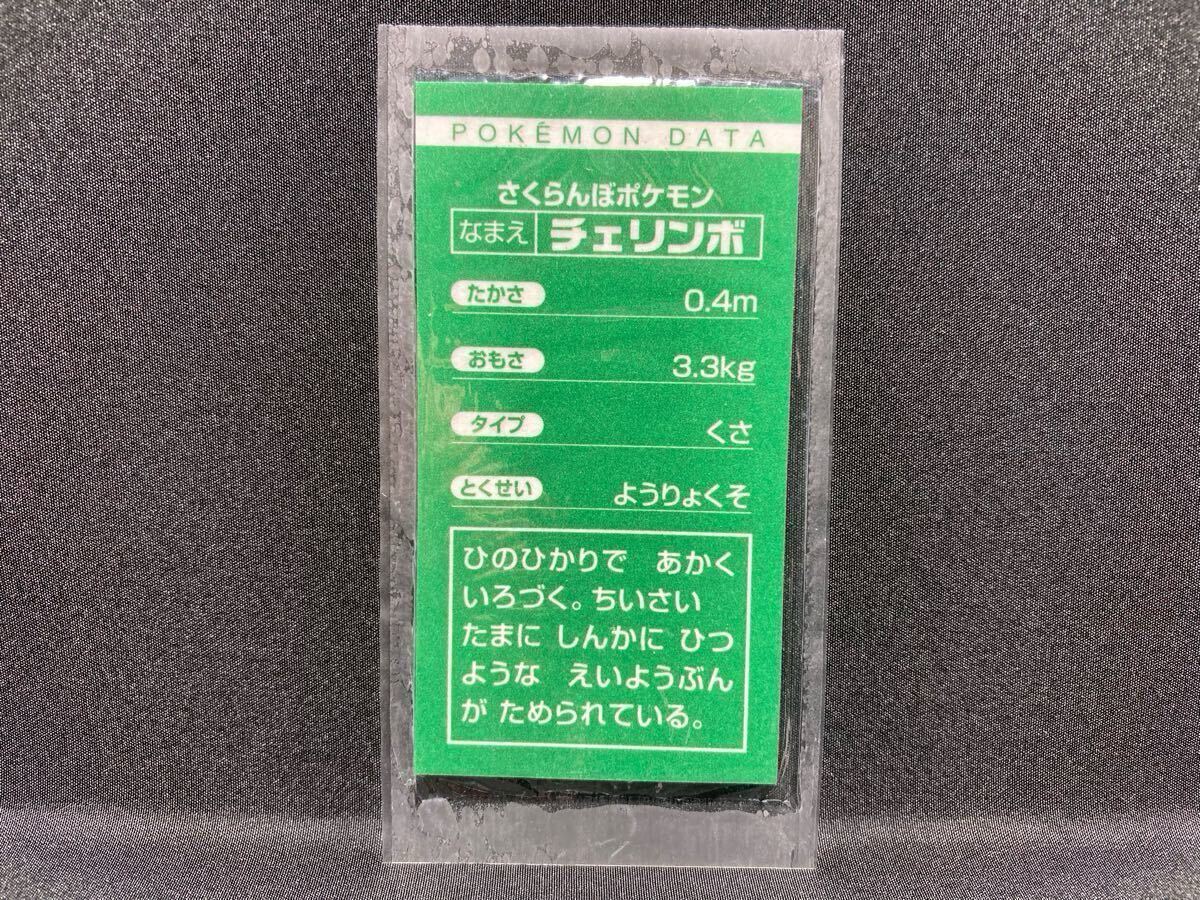 POKÉMON DATA
さくらんぼポケモン
なまえ チェリンボ
たかさ 0.4m
おもさ 3.3kg
タイプ くさ
とくせい ようりょくそ
ひのひかりで　あかく
いろづく。ちいさい
たまに しんかに ひつ
ような　えいようぶん
が ためられている。